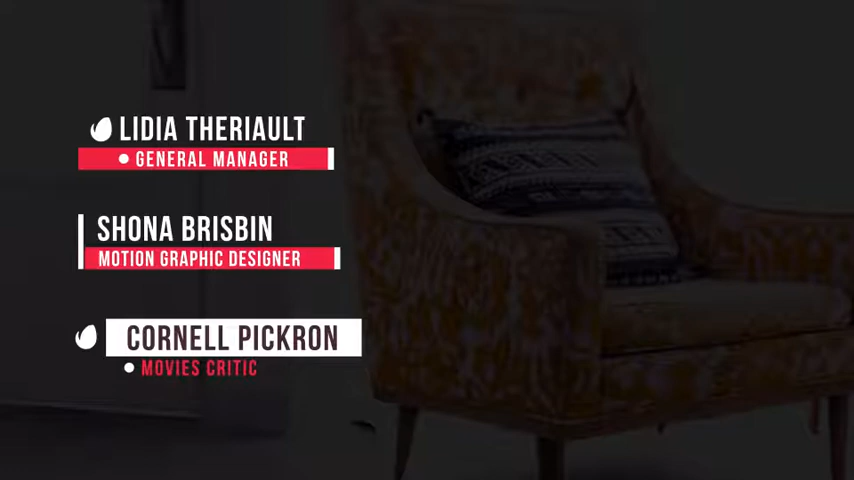 LIDIA THERIAULT
GENERAL MANAGER
SHONA BRISBIN
MOTION GRAPHIC DESIGNER
CORNELL PICKRON
MOVIES CRITIC